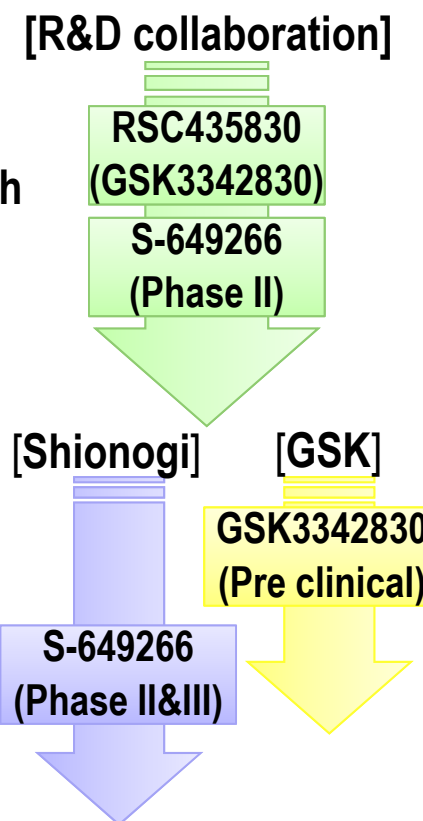 [R&D collaboration]
RSC435830
(GSK3342830)
h
S-649266
(Phase II)
[Shionogi]
[GSK]
GSK3342830
(Pre clinical)
S-649266
(Phase II&III)